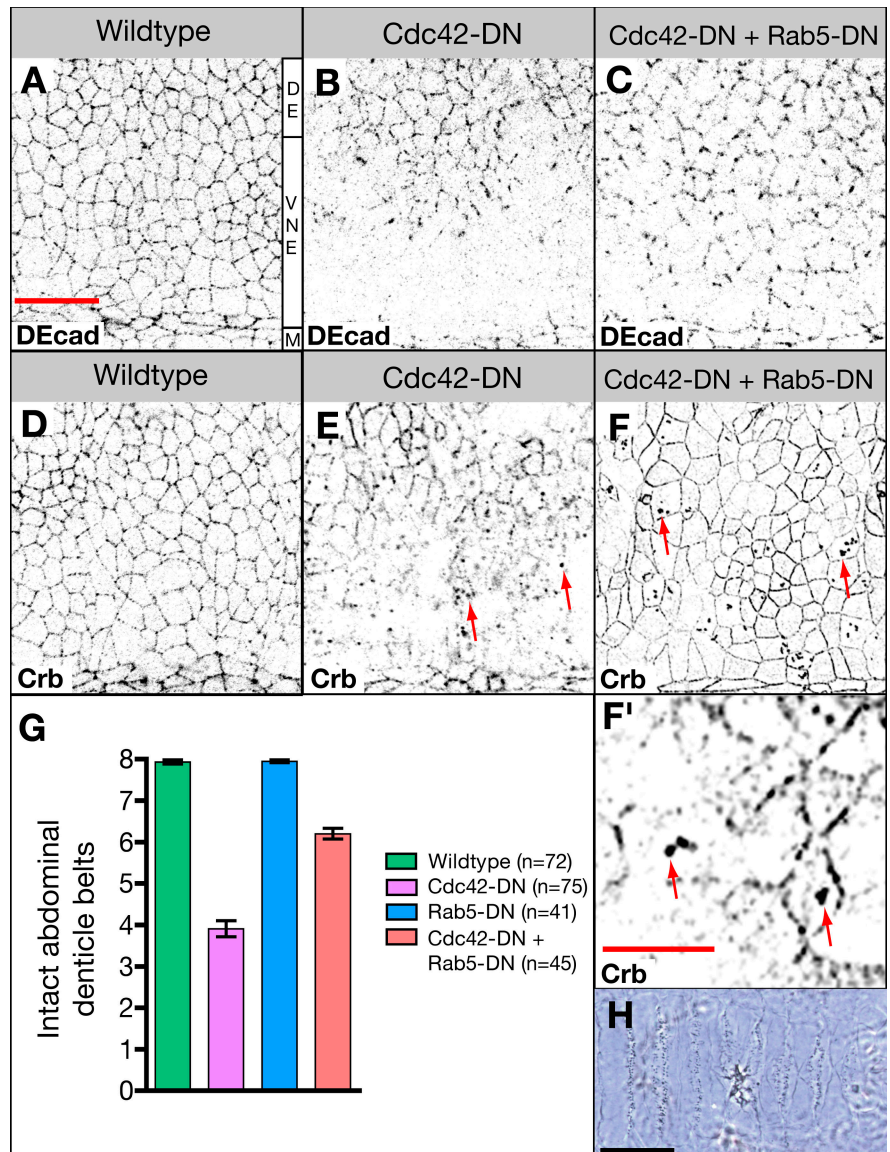 Wildtype
Cdc42-DN
Cdc42-DN + Rab5-DN
A
B
C
D
E
V
N
E
M
DEcad
DEcad
DEcad
Wildtype
Cdc42-DN
Cdc42-DN + Rab5-DN
D
E
F
Crb
Crb
Crb
G
8
7
6
5
4
3
2
1
0
Intact abdominal
denticle belts
Wildtype (n=72)
Cdc42-DN (n=75)
Rab5-DN (n=41)
Cdc42-DN +
Rab5-DN (n=45)
F'
Crb
H